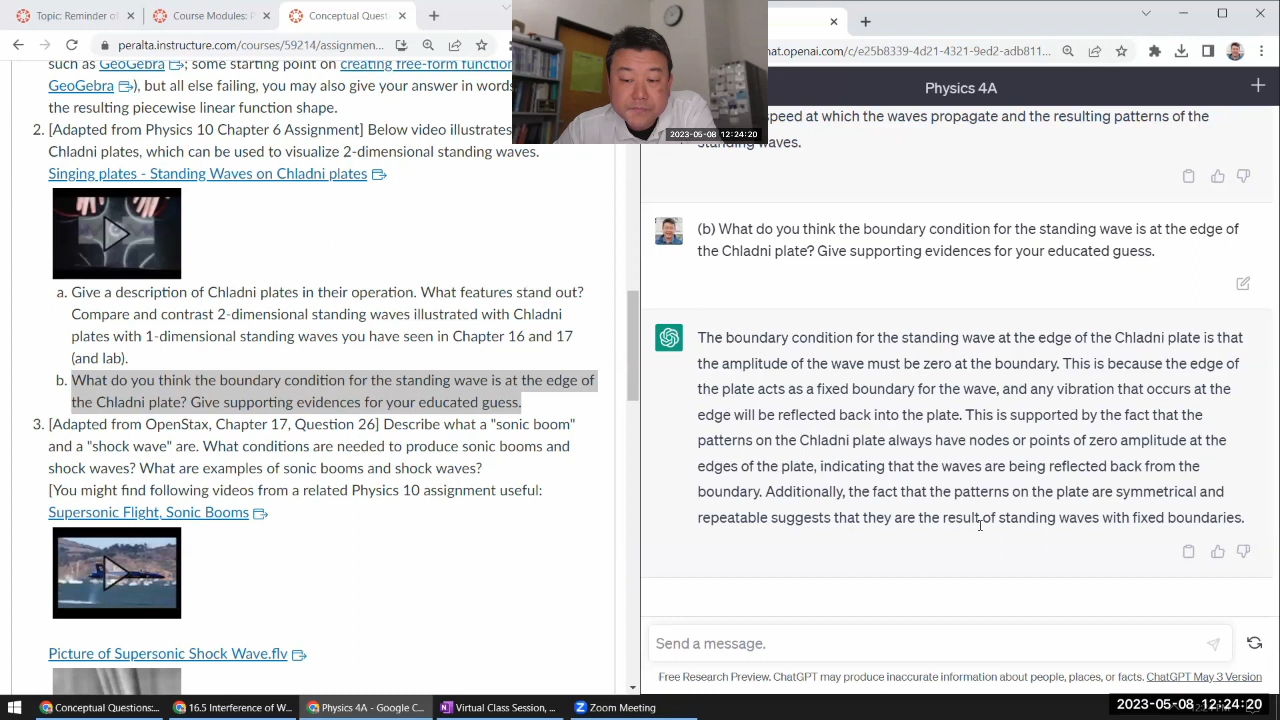 Topic: Review for
Course Modules: P
Conceptual Que
peralta.instructure.com/courses/59214/assignmen...
hat.openai.com/c/e25b8339-4d21-4321-9ed2-adb811...
such as GeoGebra; some starting point on creating free-form function
GeoGebra), but all else failing, you may also give your answer in words
the resulting piecewise linear function shape.
2. [Adapted from Physics 10 Chapter 6 Assignment] Below video illustrates
Chladni plates, which can be used to visualize 2-dimensional standing waves.
Singing plates - Standing Waves on Chladni plates
a. Give a description of Chladni plates in their operation. What features stand out?
Compare and contrast 2-dimensional standing waves illustrated with Chladni
plates with 1-dimensional standing waves you have seen in Chapter 16 and 17
(and lab).
b. What do you think the boundary condition for the standing wave is at the edge of
the Chladni plate? Give supporting evidences for your educated guess.
3. [Adapted from OpenStax, Chapter 17, Question 26] Describe what a "sonic boom"
and a "shock wave" are. What conditions are needed to produce sonic booms and
shock waves? What are examples of sonic booms and shock waves?
[You might find following videos from a related Physics 10 assignment useful:
Supersonic Flight, Sonic Booms
Picture of Supersonic Shock Wave.flv
2023-05-08 12:24:20
Physics 4A
speed at which the waves propagate and the resulting patterns of the
standing waves.
(b) What do you think the boundary condition for the standing wave is at the edge of
the Chladni plate? Give supporting evidences for your educated guess.
The boundary condition for the standing wave at the edge of the Chladni plate is that
the amplitude of the wave must be zero at the boundary. This is because the edge of
the plate acts as a fixed boundary for the wave, and any vibration that occurs at the
edge will be reflected back into the plate. This is supported by the fact that the
patterns on the Chladni plate always have nodes or points of zero amplitude at the
edges of the plate, indicating that the waves are being reflected back from the
boundary. Additionally, the fact that the patterns on the plate are symmetrical and
repeatable suggests that they are the result of standing waves with fixed boundaries.
Send a message.
Free Research Preview. ChatGPT may produce inaccurate information about people, places, or facts. ChatGPT May 3 Version
Conceptual Questions:...
16.5 Interference of W...
Physics 4A - Google C...
Virtual Class Session, ...
Zoom Meeting
2023-05-08 12:24:20